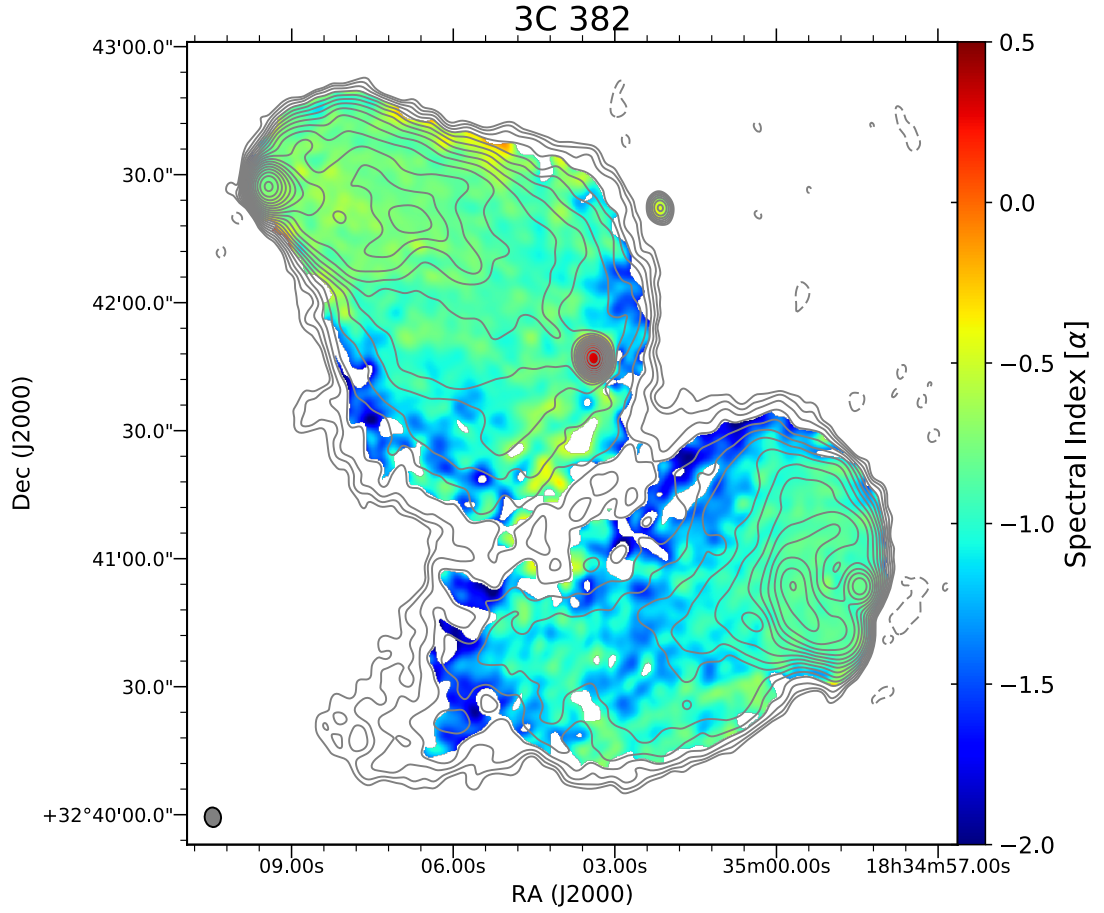 3C 382
43'00.0"
30.0"
42'00.0"
30.0"
41'00.0"
30.0"
+32°40'00.0"
Dec (J2000)
09.00s 06.00s 03.00s 35m00.00s 18h34m57.00s
RA (J2000)
0.5
0.0
−0.5
−1.0
−1.5
−2.0
Spectral Index [α]